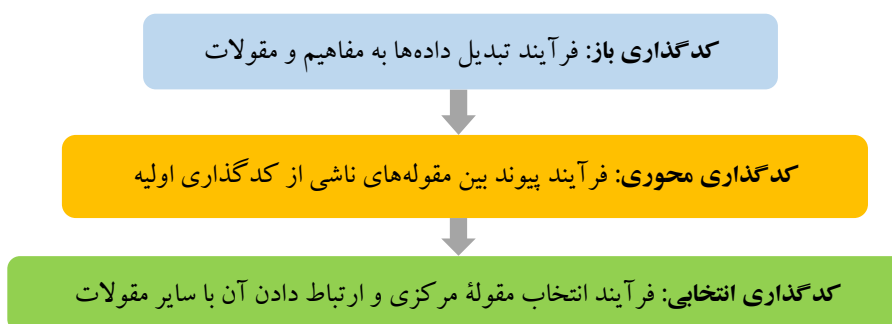 کدگذاری باز: فرآیند تبدیل داده‌ها به مفاهیم و مقولات
کدگذاری محوری: فرآیند پیوند بین مقوله‌های ناشی از کدگذاری اولیه
کدگذاری انتخابی: فرآیند انتخاب مقولۀ مرکزی و ارتباط دادن آن با سایر مقولات